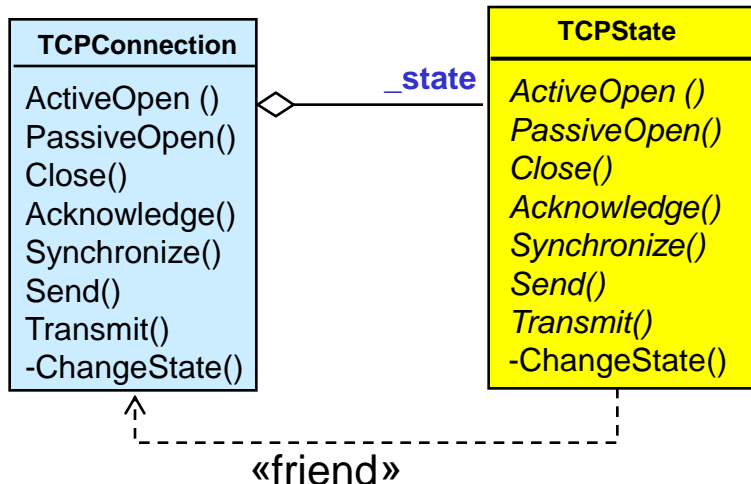 TCPConnection
ActiveOpen ()
PassiveOpen()
Close()
Acknowledge()
Synchronize()
Send()
Transmit()
-ChangeState()
_state
TCPState
ActiveOpen ()
PassiveOpen()
Close()
Acknowledge()
Synchronize()
Send()
Transmit()
-ChangeState()
«friend»